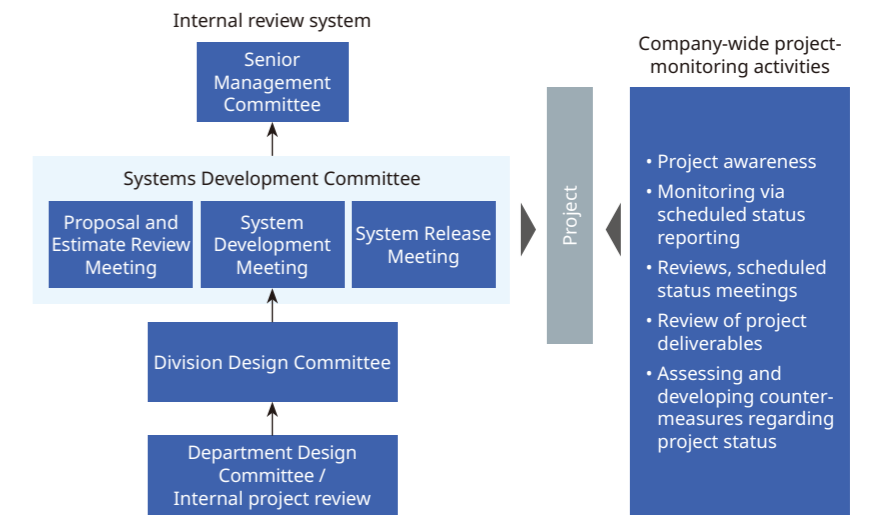 Internal review system
Senior
Management
Committee
Systems Development Committee
Proposal and
Estimate Review
Meeting
System
Development
Meeting
System Release
Meeting
Division Design Committee
Department Design
Committee /
Internal project review
Project
Company-wide project-
monitoring activities
• Project awareness
• Monitoring via
scheduled status
reporting
• Reviews, scheduled
status meetings
• Review of project
deliverables
• Assessing and
developing counter-
measures regarding
project status